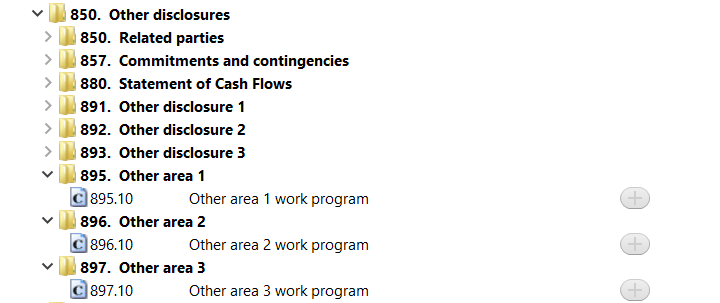 850. Other disclosures
850. Related parties
857. Commitments and contingencies
880. Statement of Cash Flows
891. Other disclosure 1
892. Other disclosure 2
893. Other disclosure 3
895. Other area 1
C 895.10 Other area 1 work program
896. Other area 2
C 896.10 Other area 2 work program
897. Other area 3
C 897.10 Other area 3 work program